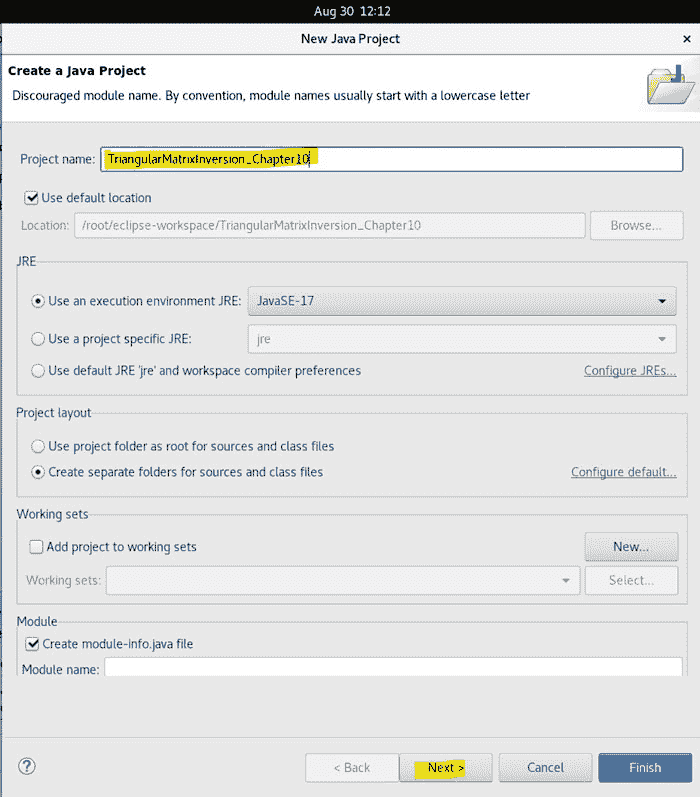 Aug 30 12:12
New Java Project
×
Create a Java Project
Discouraged module name. By convention, module names usually start with a lowercase letter
Project name: TriangularMatrixInversion_Chapter10
Use default location
Location: /root/eclipse-workspace/TriangularMatrixInversion_Chapter10 Browse...
JRE
Use an execution environment JRE: JavaSE-17
Use a project specific JRE: jre
Use default JRE 'jre' and workspace compiler preferences Configure JREs...
Project layout
Use project folder as root for sources and class files
Create separate folders for sources and class files Configure default...
Working sets
Add project to working sets New...
Working sets: Select...
Module
Create module-info.java file
Module name:
? < Back Next > Cancel Finish